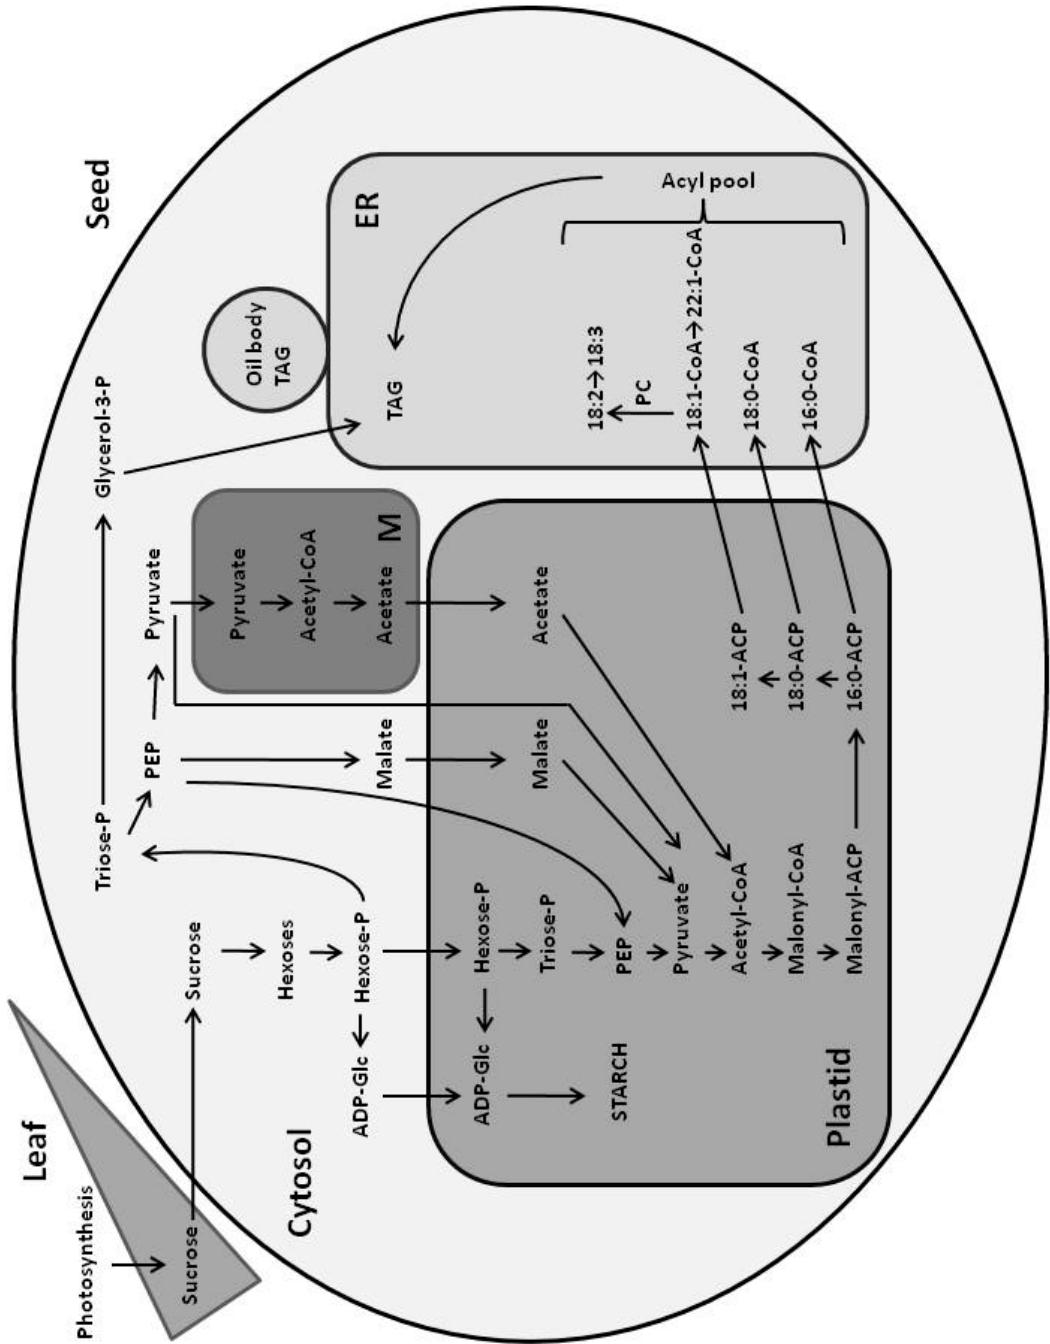 Leaf
Seed
Photosynthesis
Sucrose
Sucrose
Triose-P
Glycerol-3-P
PEP
Pyruvate
Hexoses
Cytosol
ADP-Glc
Hexose-P
Malate
Pyruvate
Acetyl-CoA
Acetate
M
Oil body
TAG
ER
TAG
ADP-Glc
Hexose-P
Triose-P
Malate
Acetate
STARCH
PEP
Pyruvate
Acetyl-CoA
Malonyl-CoA
Malonyl-ACP
Plastid
18:1-ACP
18:0-ACP
16:0-ACP
18:2→18:3
PC
18:1-CoA→22:1-CoA
18:0-CoA
16:0-CoA
Acyl pool